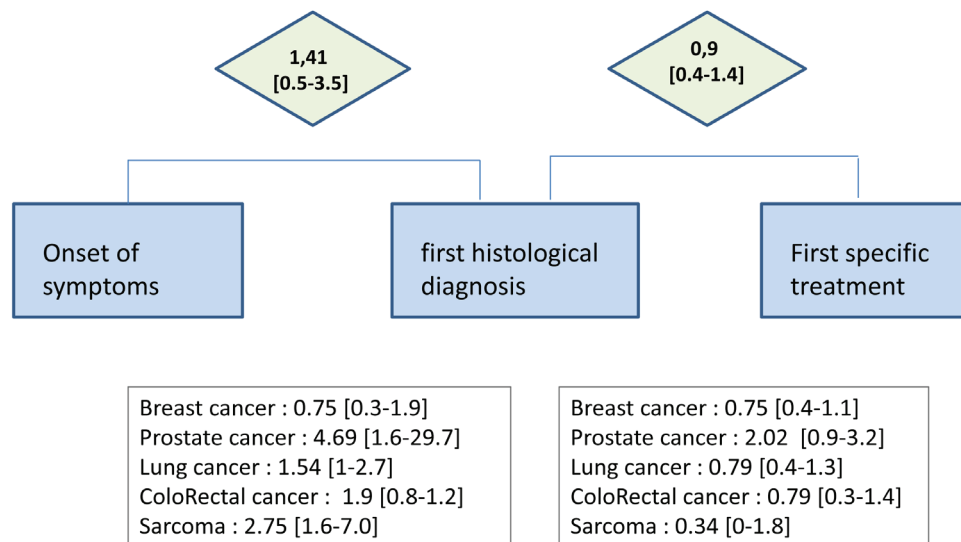 1,41
[0.5-3.5]
0,9
[0.4-1.4]
Onset of
symptoms
first histological
diagnosis
First specific
treatment
Breast cancer : 0.75 [0.3-1.9]
Prostate cancer : 4.69 [1.6-29.7]
Lung cancer : 1.54 [1-2.7]
ColoRectal cancer :  1.9 [0.8-1.2]
Sarcoma : 2.75 [1.6-7.0]
Breast cancer : 0.75 [0.4-1.1]
Prostate cancer : 2.02  [0.9-3.2]
Lung cancer : 0.79 [0.4-1.3]
ColoRectal cancer : 0.79 [0.3-1.4]
Sarcoma : 0.34 [0-1.8]